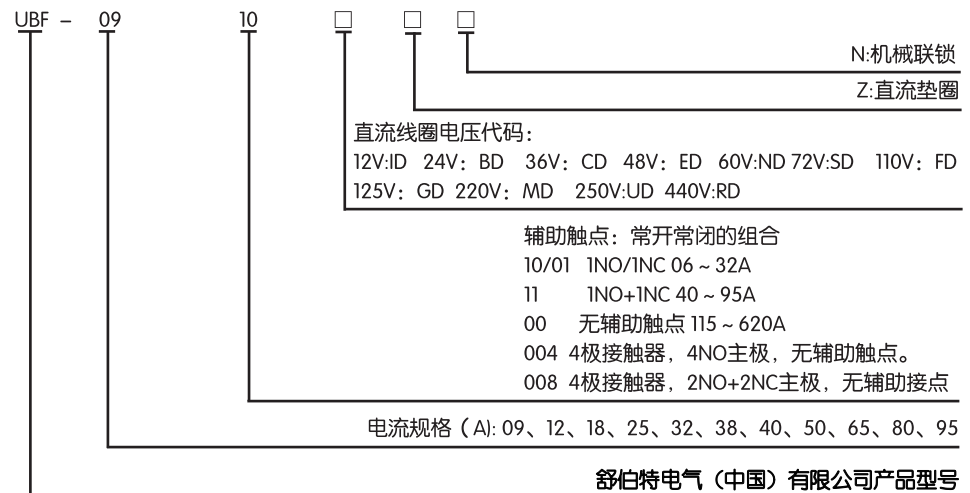 UBF - 09 10 □ □ □
N:机械联锁
Z:直流垫圈
直流线圈电压代码：
12V:ID 24V：BD 36V：CD 48V：ED 60V:ND 72V:SD 110V：FD
125V：GD 220V：MD 250V:UD 440V:RD
辅助触点：常开常闭的组合
10/01 1NO/1NC 06 ~ 32A
11 1NO+1NC 40 ~ 95A
00 无辅助触点 115 ~ 620A
004 4极接触器，4NO主极，无辅助触点。
008 4极接触器，2NO+2NC主极，无辅助接点
电流规格（A): 09、12、18、25、32、38、40、50、65、80、95
舒伯特电气（中国）有限公司产品型号